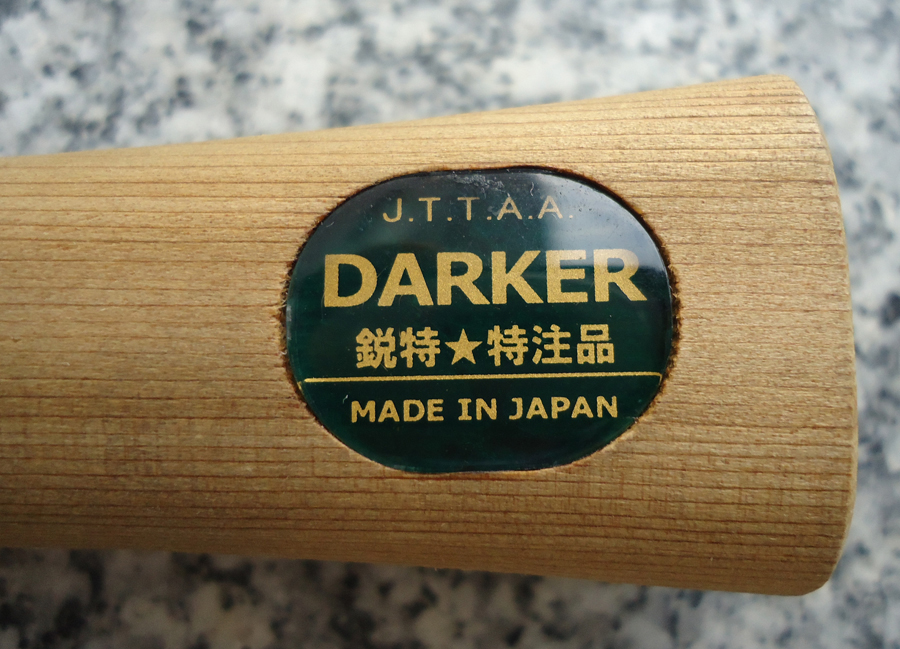 J.T.T.A.A.
DARKER
鋭特★特注品
MADE IN JAPAN